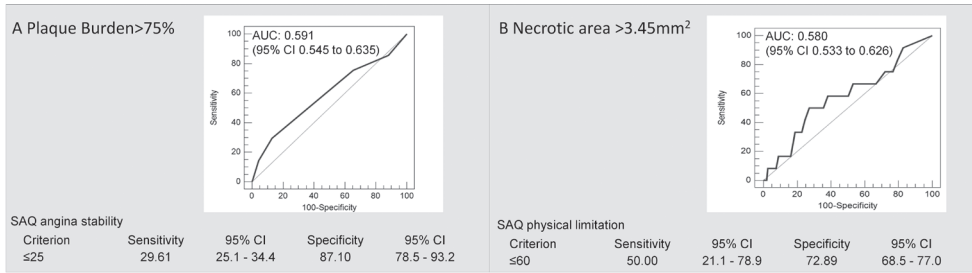 A Plaque Burden>75%
AUC: 0.591
(95% CI 0.545 to 0.635)
100
80
60
40
20
0
Sensitivity
0 20 40 60 80 100
100-Specificity
SAQ angina stability
Criterion Sensitivity 95% CI Specificity 95% CI
≤25 29.61 25.1 - 34.4 87.10 78.5 - 93.2
B Necrotic area >3.45mm²
AUC: 0.580
(95% CI 0.533 to 0.626)
100
80
60
40
20
0
Sensitivity
0 20 40 60 80 100
100-Specificity
SAQ physical limitation
Criterion Sensitivity 95% CI Specificity 95% CI
≤60 50.00 21.1 - 78.9 72.89 68.5 - 77.0